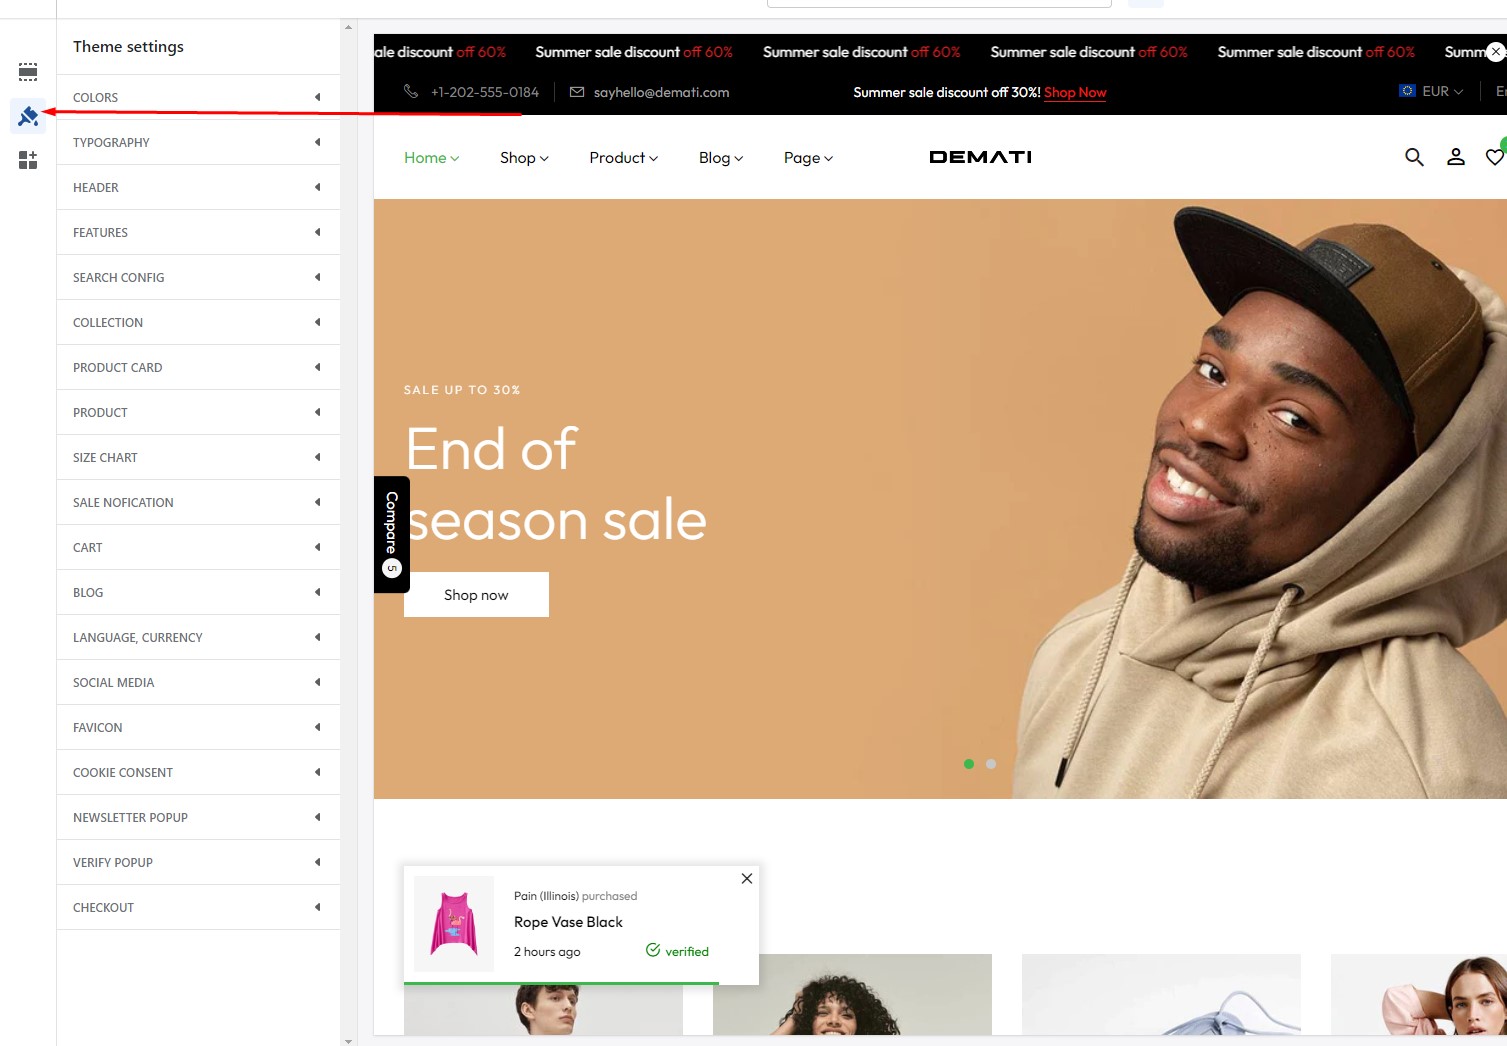 Theme settings
COLORS
TYPOGRAPHY
HEADER
FEATURES
SEARCH CONFIG
COLLECTION
PRODUCT CARD
PRODUCT
SIZE CHART
SALE NOFICATION
CART
BLOG
LANGUAGE, CURRENCY
SOCIAL MEDIA
FAVICON
COOKIE CONSENT
NEWSLETTER POPUP
VERIFY POPUP
CHECKOUT
ale discount off 60% Summer sale discount off 60% Summer sale discount off 60% Summer sale discount off 60% Summer sale discount off 60% Summ
+1-202-555-0184 sayhello@demati.com Summer sale discount off 30%! Shop Now EUR En
Home Shop Product Blog Page DEMATI
SALE UP TO 30%
End of
season sale
Compare 5
Shop now
Pain (Illinois) purchased
Rope Vase Black
2 hours ago verified